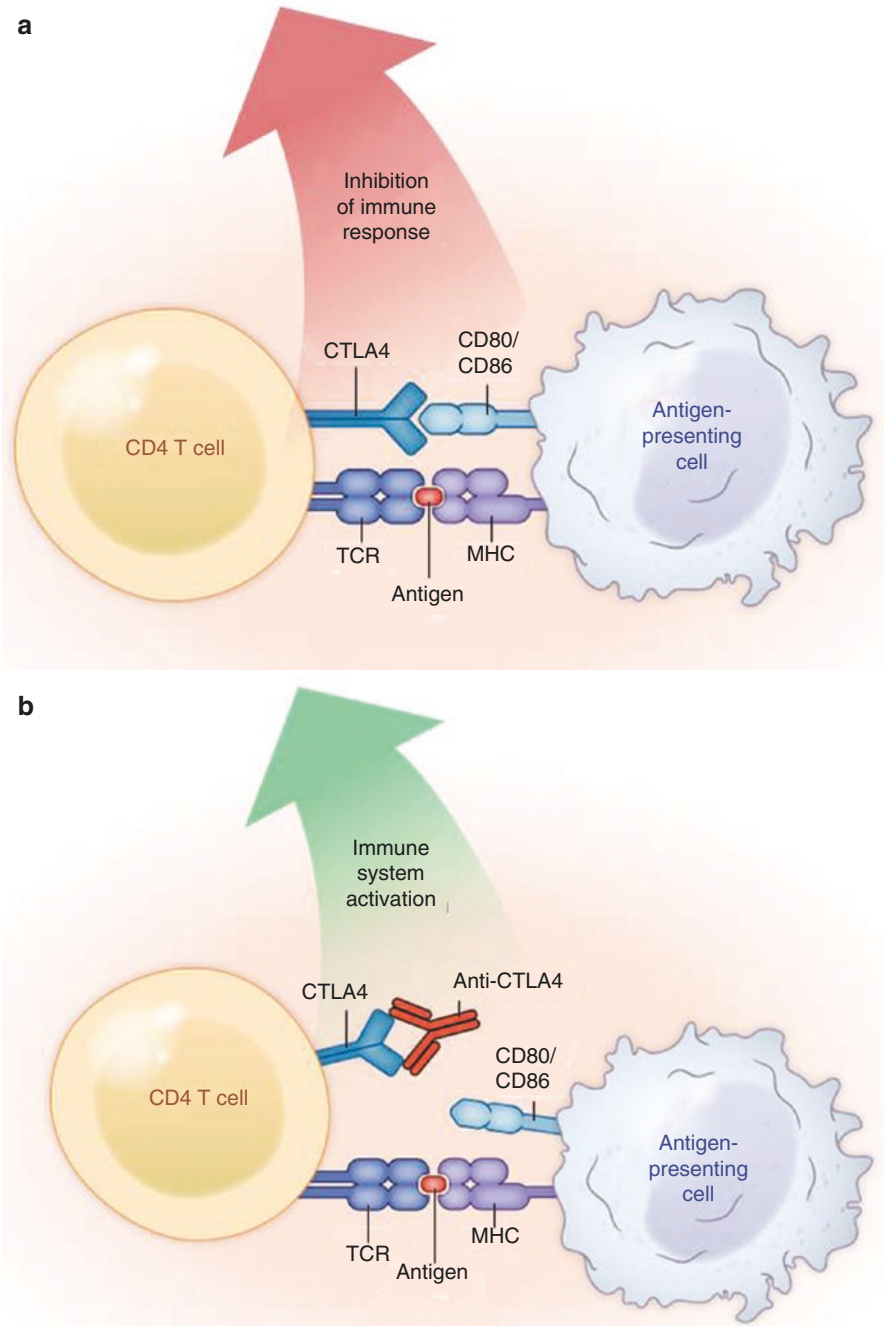 a
Inhibition
of immune
response
CTLA4
CD80/
CD86
CD4 T cell
Antigen-
presenting
cell
TCR
MHC
Antigen
b
Immune
system
activation
CTLA4
Anti-CTLA4
CD80/
CD86
CD4 T cell
Antigen-
presenting
cell
TCR
MHC
Antigen